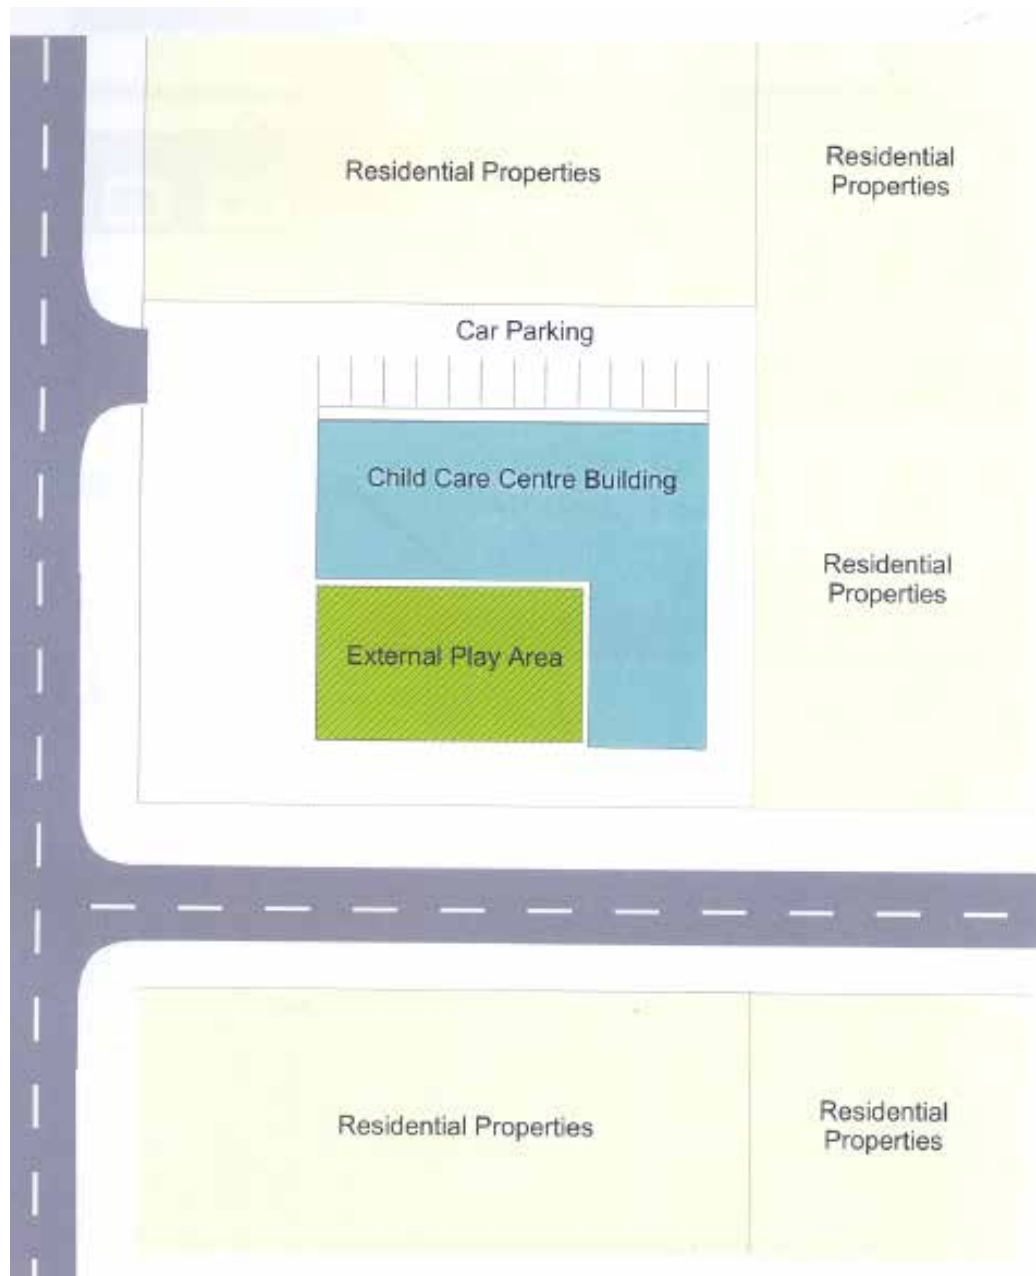 Residential Properties
Residential
Properties
Car Parking
Child Care Centre Building
Residential
Properties
External Play Area
Residential Properties
Residential
Properties